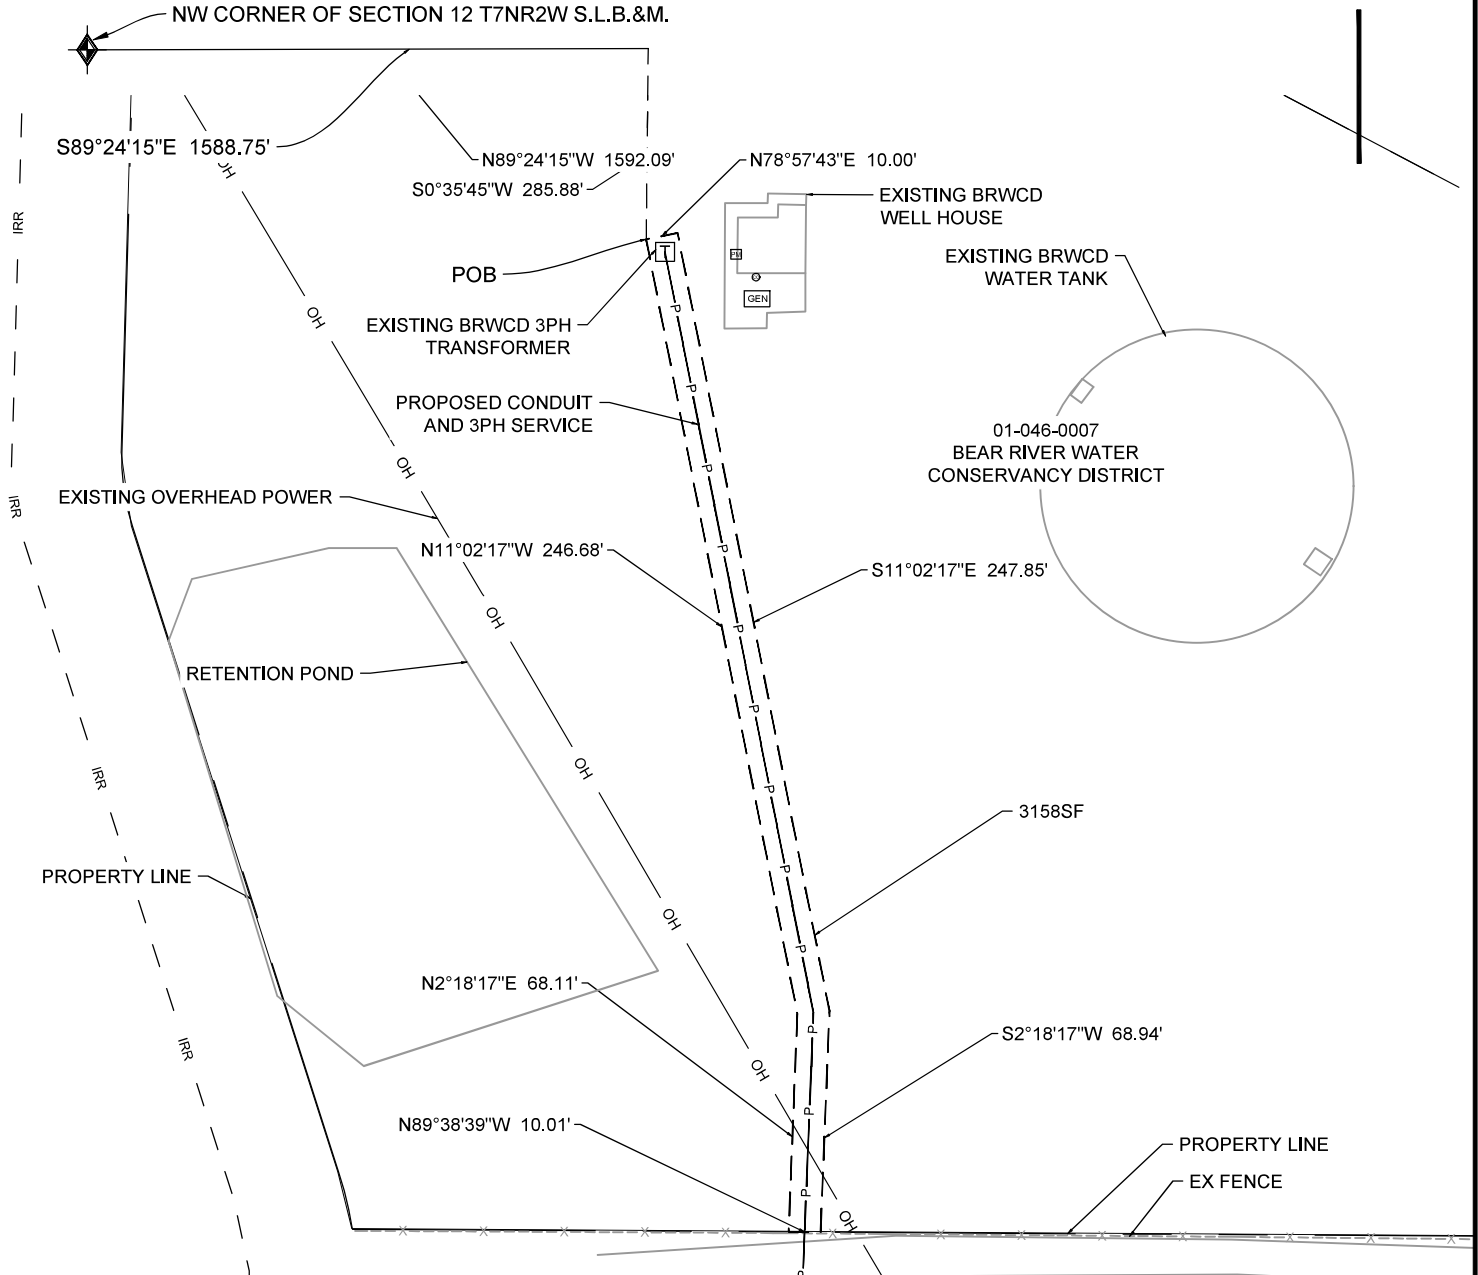 NW CORNER OF SECTION 12 T7NR2W S.L.B.&M.
S89°24'15"E 1588.75'
N89°24'15"W 1592.09'
S0°35'45"W 285.88'
N78°57'43"E 10.00'
EXISTING BRWCD
WELL HOUSE
EXISTING BRWCD
WATER TANK
POB
T
GEN
EXISTING BRWCD 3PH
TRANSFORMER
PROPOSED CONDUIT
AND 3PH SERVICE
01-046-0007
BEAR RIVER WATER
CONSERVANCY DISTRICT
EXISTING OVERHEAD POWER
N11°02'17"W 246.68'
S11°02'17"E 247.85'
RETENTION POND
3158SF
PROPERTY LINE
N2°18'17"E 68.11'
S2°18'17"W 68.94'
N89°38'39"W 10.01'
PROPERTY LINE
EX FENCE
IRR
IRR
IRR
IRR
OH
OH
OH
OH
OH
OH
OH
OH
P
P
P
P
P
P
P
P
P
P
P
P
P